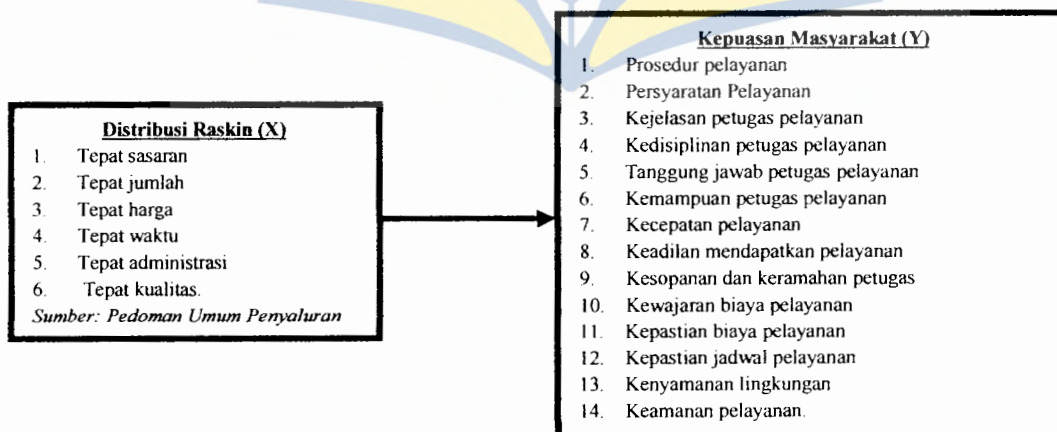 Distribusi Raskin (X)
1. Tepat sasaran
2. Tepat jumlah
3. Tepat harga
4. Tepat waktu
5. Tepat administrasi
6. Tepat kualitas.
Sumber: Pedoman Umum Penyaluran
Kepuasan Masyarakat (Y)
1. Prosedur pelayanan
2. Persyaratan Pelayanan
3. Kejelasan petugas pelayanan
4. Kedisiplinan petugas pelayanan
5. Tanggung jawab petugas pelayanan
6. Kemampuan petugas pelayanan
7. Kecepatan pelayanan
8. Keadilan mendapatkan pelayanan
9. Kesopanan dan keramahan petugas
10. Kewajaran biaya pelayanan
11. Kepastian biaya pelayanan
12. Kepastian jadwal pelayanan
13. Kenyamanan lingkungan
14. Keamanan pelayanan.